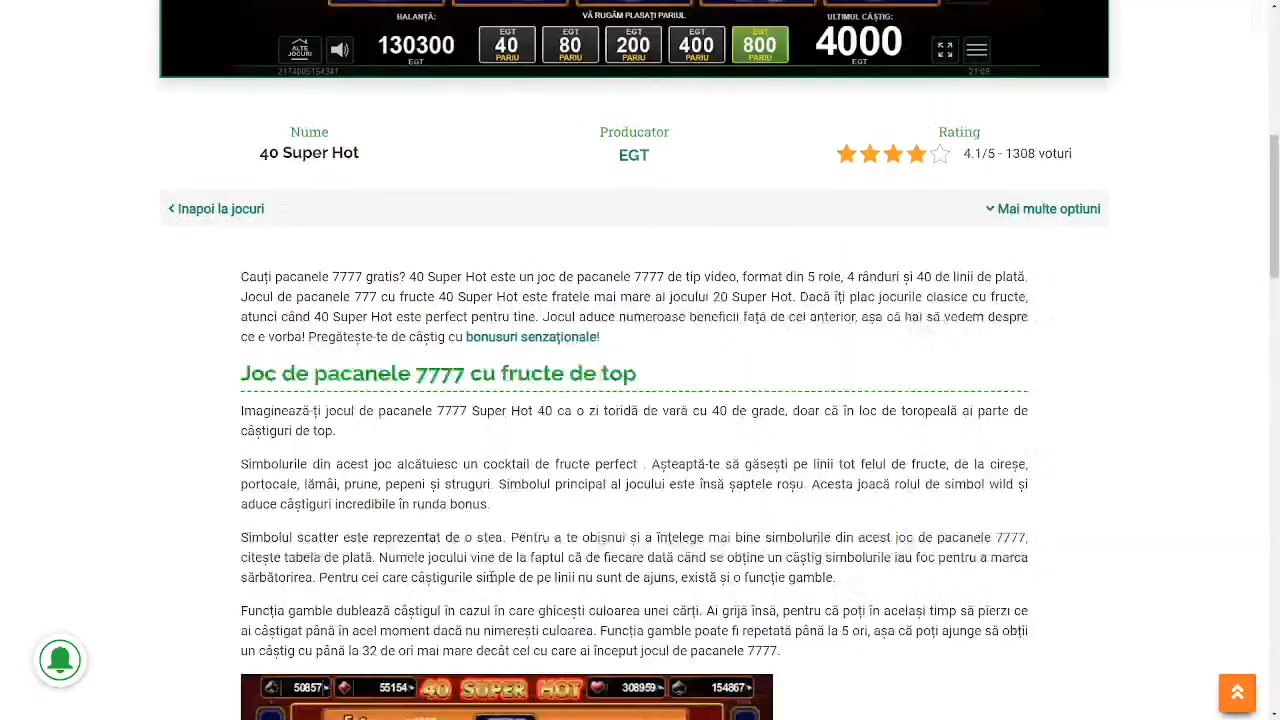 BALANȚĂ:
VĂ RUGĂM PLASAȚI PARIUL
ULTIMUL CÂȘTIG:
ALTE JOCURI
130300
EGT
EGT 40 PARIU
EGT 80 PARIU
EGT 200 PARIU
EGT 400 PARIU
EGT 800 PARIU
4000
EGT
2174005154341
21:09
Nume
Producator
Rating
40 Super Hot
EGT
4.1/5 - 1308 voturi
Inapoi la jocuri
Mai multe optiuni
Cauți pacanele 7777 gratis? 40 Super Hot este un joc de pacanele 7777 de tip video, format din 5 role, 4 rânduri și 40 de linii de plată.
Jocul de pacanele 777 cu fructe 40 Super Hot este fratele mai mare al jocului 20 Super Hot. Dacă îți plac jocurile clasice cu fructe,
atunci când 40 Super Hot este perfect pentru tine. Jocul aduce numeroase beneficii față de cel anterior, așa că hai să vedem despre
ce e vorba! Pregătește-te de câștig cu bonusuri senzaționale!
Joc de pacanele 7777 cu fructe de top
Imaginează-ți jocul de pacanele 7777 Super Hot 40 ca o zi toridă de vară cu 40 de grade, doar că în loc de toropeală ai parte de
câștiguri de top.
Simbolurile din acest joc alcătuiesc un cocktail de fructe perfect . Așteaptă-te să găsești pe linii tot felul de fructe, de la cireșe,
portocale, lămâi, prune, pepeni și struguri. Simbolul principal al jocului este însă șaptele roșu. Acesta joacă rolul de simbol wild și
aduce câștiguri incredibile în runda bonus.
Simbolul scatter este reprezentat de o stea. Pentru a te obișnui și a înțelege mai bine simbolurile din acest joc de pacanele 7777,
citește tabela de plată. Numele jocului vine de la faptul că de fiecare dată când se obține un câștig simbolurile iau foc pentru a marca
sărbătorirea. Pentru cei care câștigurile simple de pe linii nu sunt de ajuns, există și o funcție gamble.
Funcția gamble dublează câștigul în cazul în care ghicești culoarea unei cărți. Ai grijă însă, pentru că poți în același timp să pierzi ce
ai câștigat până în acel moment dacă nu nimerești culoarea. Funcția gamble poate fi repetată până la 5 ori, așa că poți ajunge să obții
un câștig cu până la 32 de ori mai mare decât cel cu care ai început jocul de pacanele 7777.
50857
55154
40 SUPER HOT
308959
154867